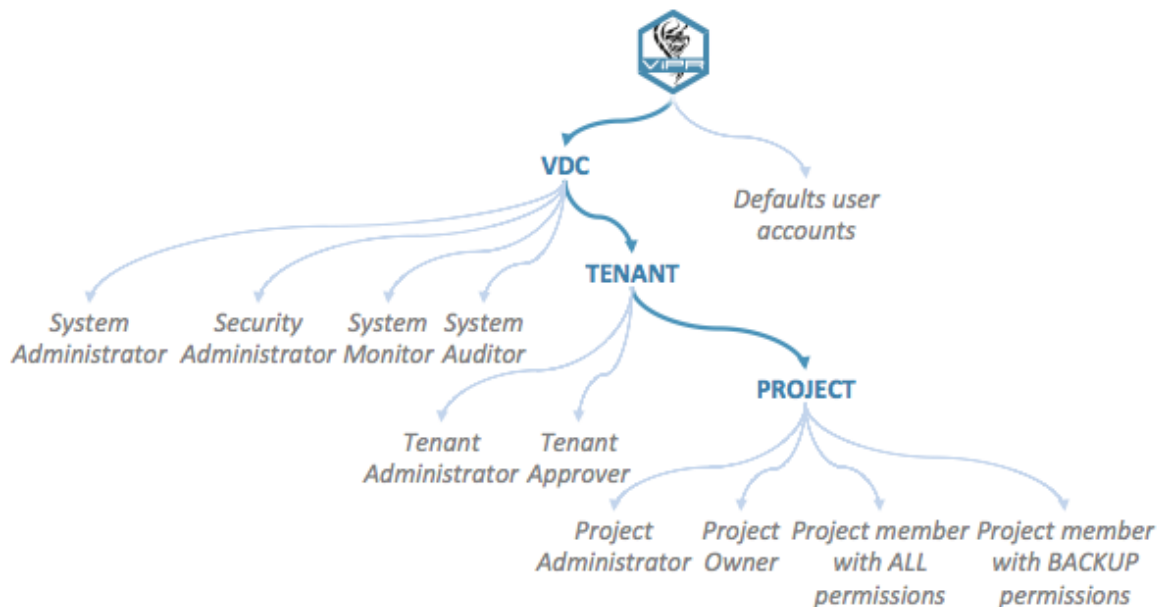 ViPR
VDC
Defaults user
accounts
TENANT
System
Administrator
Security
Administrator
System
Monitor
System
Auditor
PROJECT
Tenant
Administrator
Tenant
Approver
Project
Administrator
Project
Owner
Project member
with ALL
permissions
Project member
with BACKUP
permissions